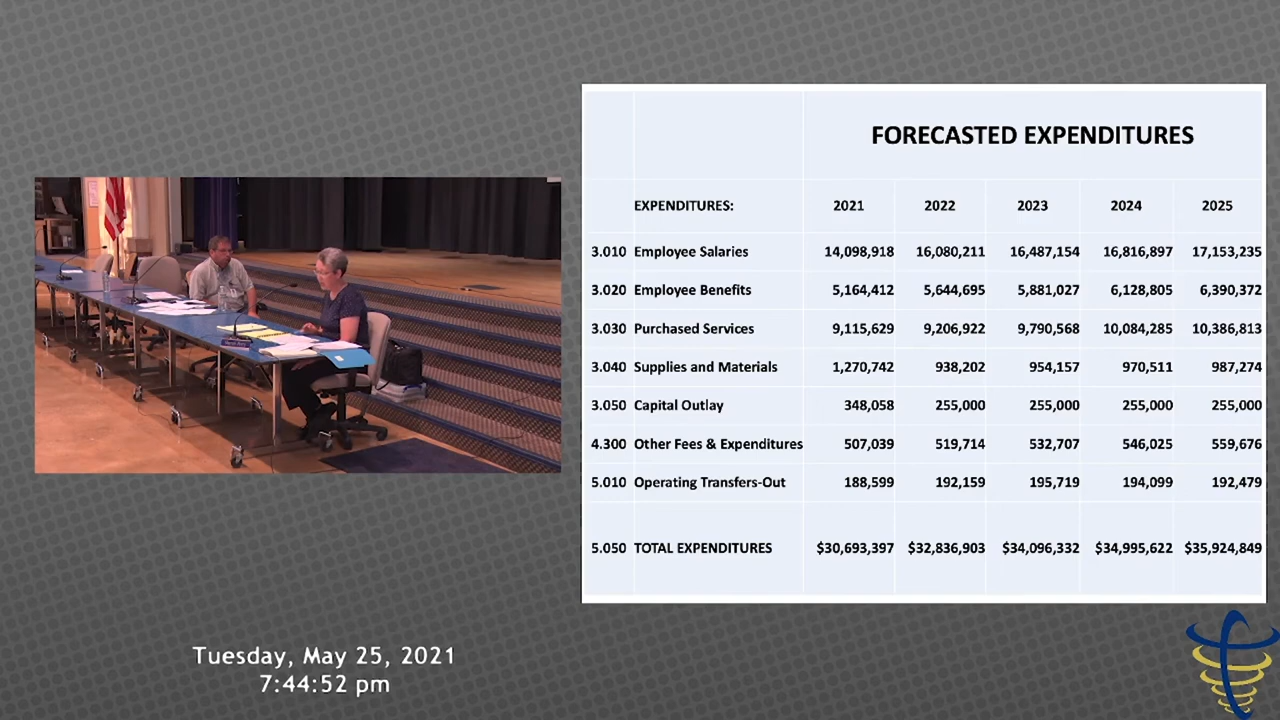 FORECASTED EXPENDITURES
EXPENDITURES: 2021 2022 2023 2024 2025
3.010 Employee Salaries 14,098,918 16,080,211 16,487,154 16,816,897 17,153,235
3.020 Employee Benefits 5,164,412 5,644,695 5,881,027 6,128,805 6,390,372
3.030 Purchased Services 9,115,629 9,206,922 9,790,568 10,084,285 10,386,813
3.040 Supplies and Materials 1,270,742 938,202 954,157 970,511 987,274
3.050 Capital Outlay 348,058 255,000 255,000 255,000 255,000
4.300 Other Fees & Expenditures 507,039 519,714 532,707 546,025 559,676
5.010 Operating Transfers-Out 188,599 192,159 195,719 194,099 192,479
5.050 TOTAL EXPENDITURES $30,693,397 $32,836,903 $34,096,332 $34,995,622 $35,924,849
Tuesday, May 25, 2021
7:44:52 pm